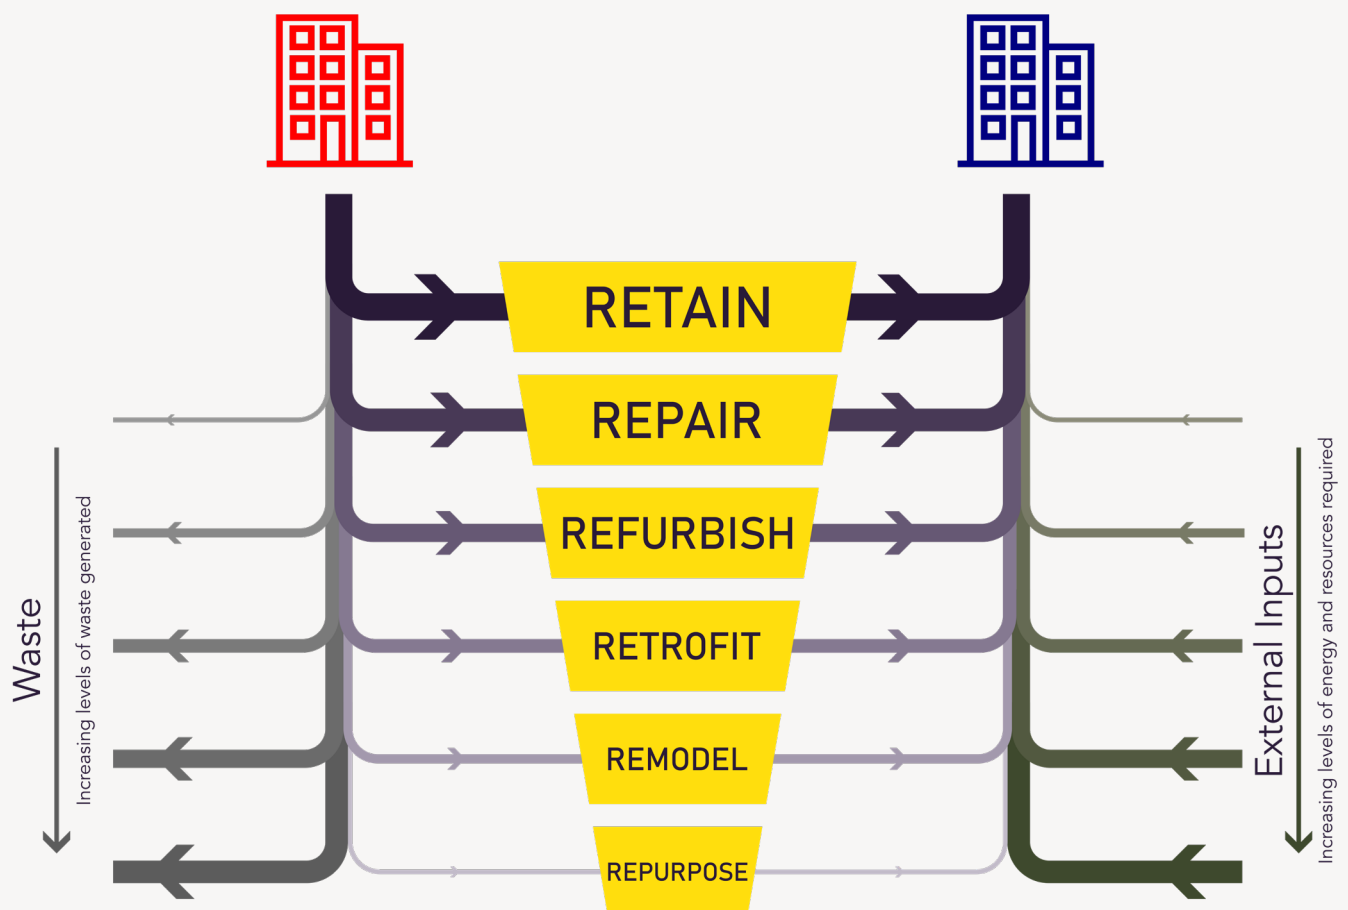 RETAIN
REPAIR
REFURBISH
RETROFIT
REMODEL
REPURPOSE
Waste
Increasing levels of waste generated
External Inputs
Increasing levels of energy and resources required